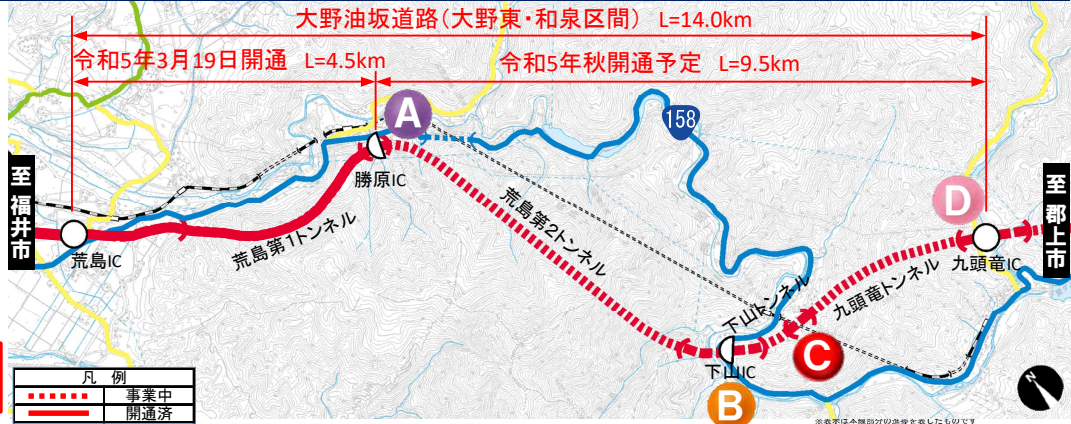 大野油坂道路(大野東・和泉区間) L=14.0km
令和5年3月19日開通 L=4.5km
令和5年秋開通予定 L=9.5km
158
A
勝原IC
至 福井市
荒島IC
荒島第1トンネル
荒島第2トンネル
下山トンネル
下山IC
B
C
九頭竜トンネル
D
九頭竜IC
至 郡上市
凡 例
事業中
開通済
N